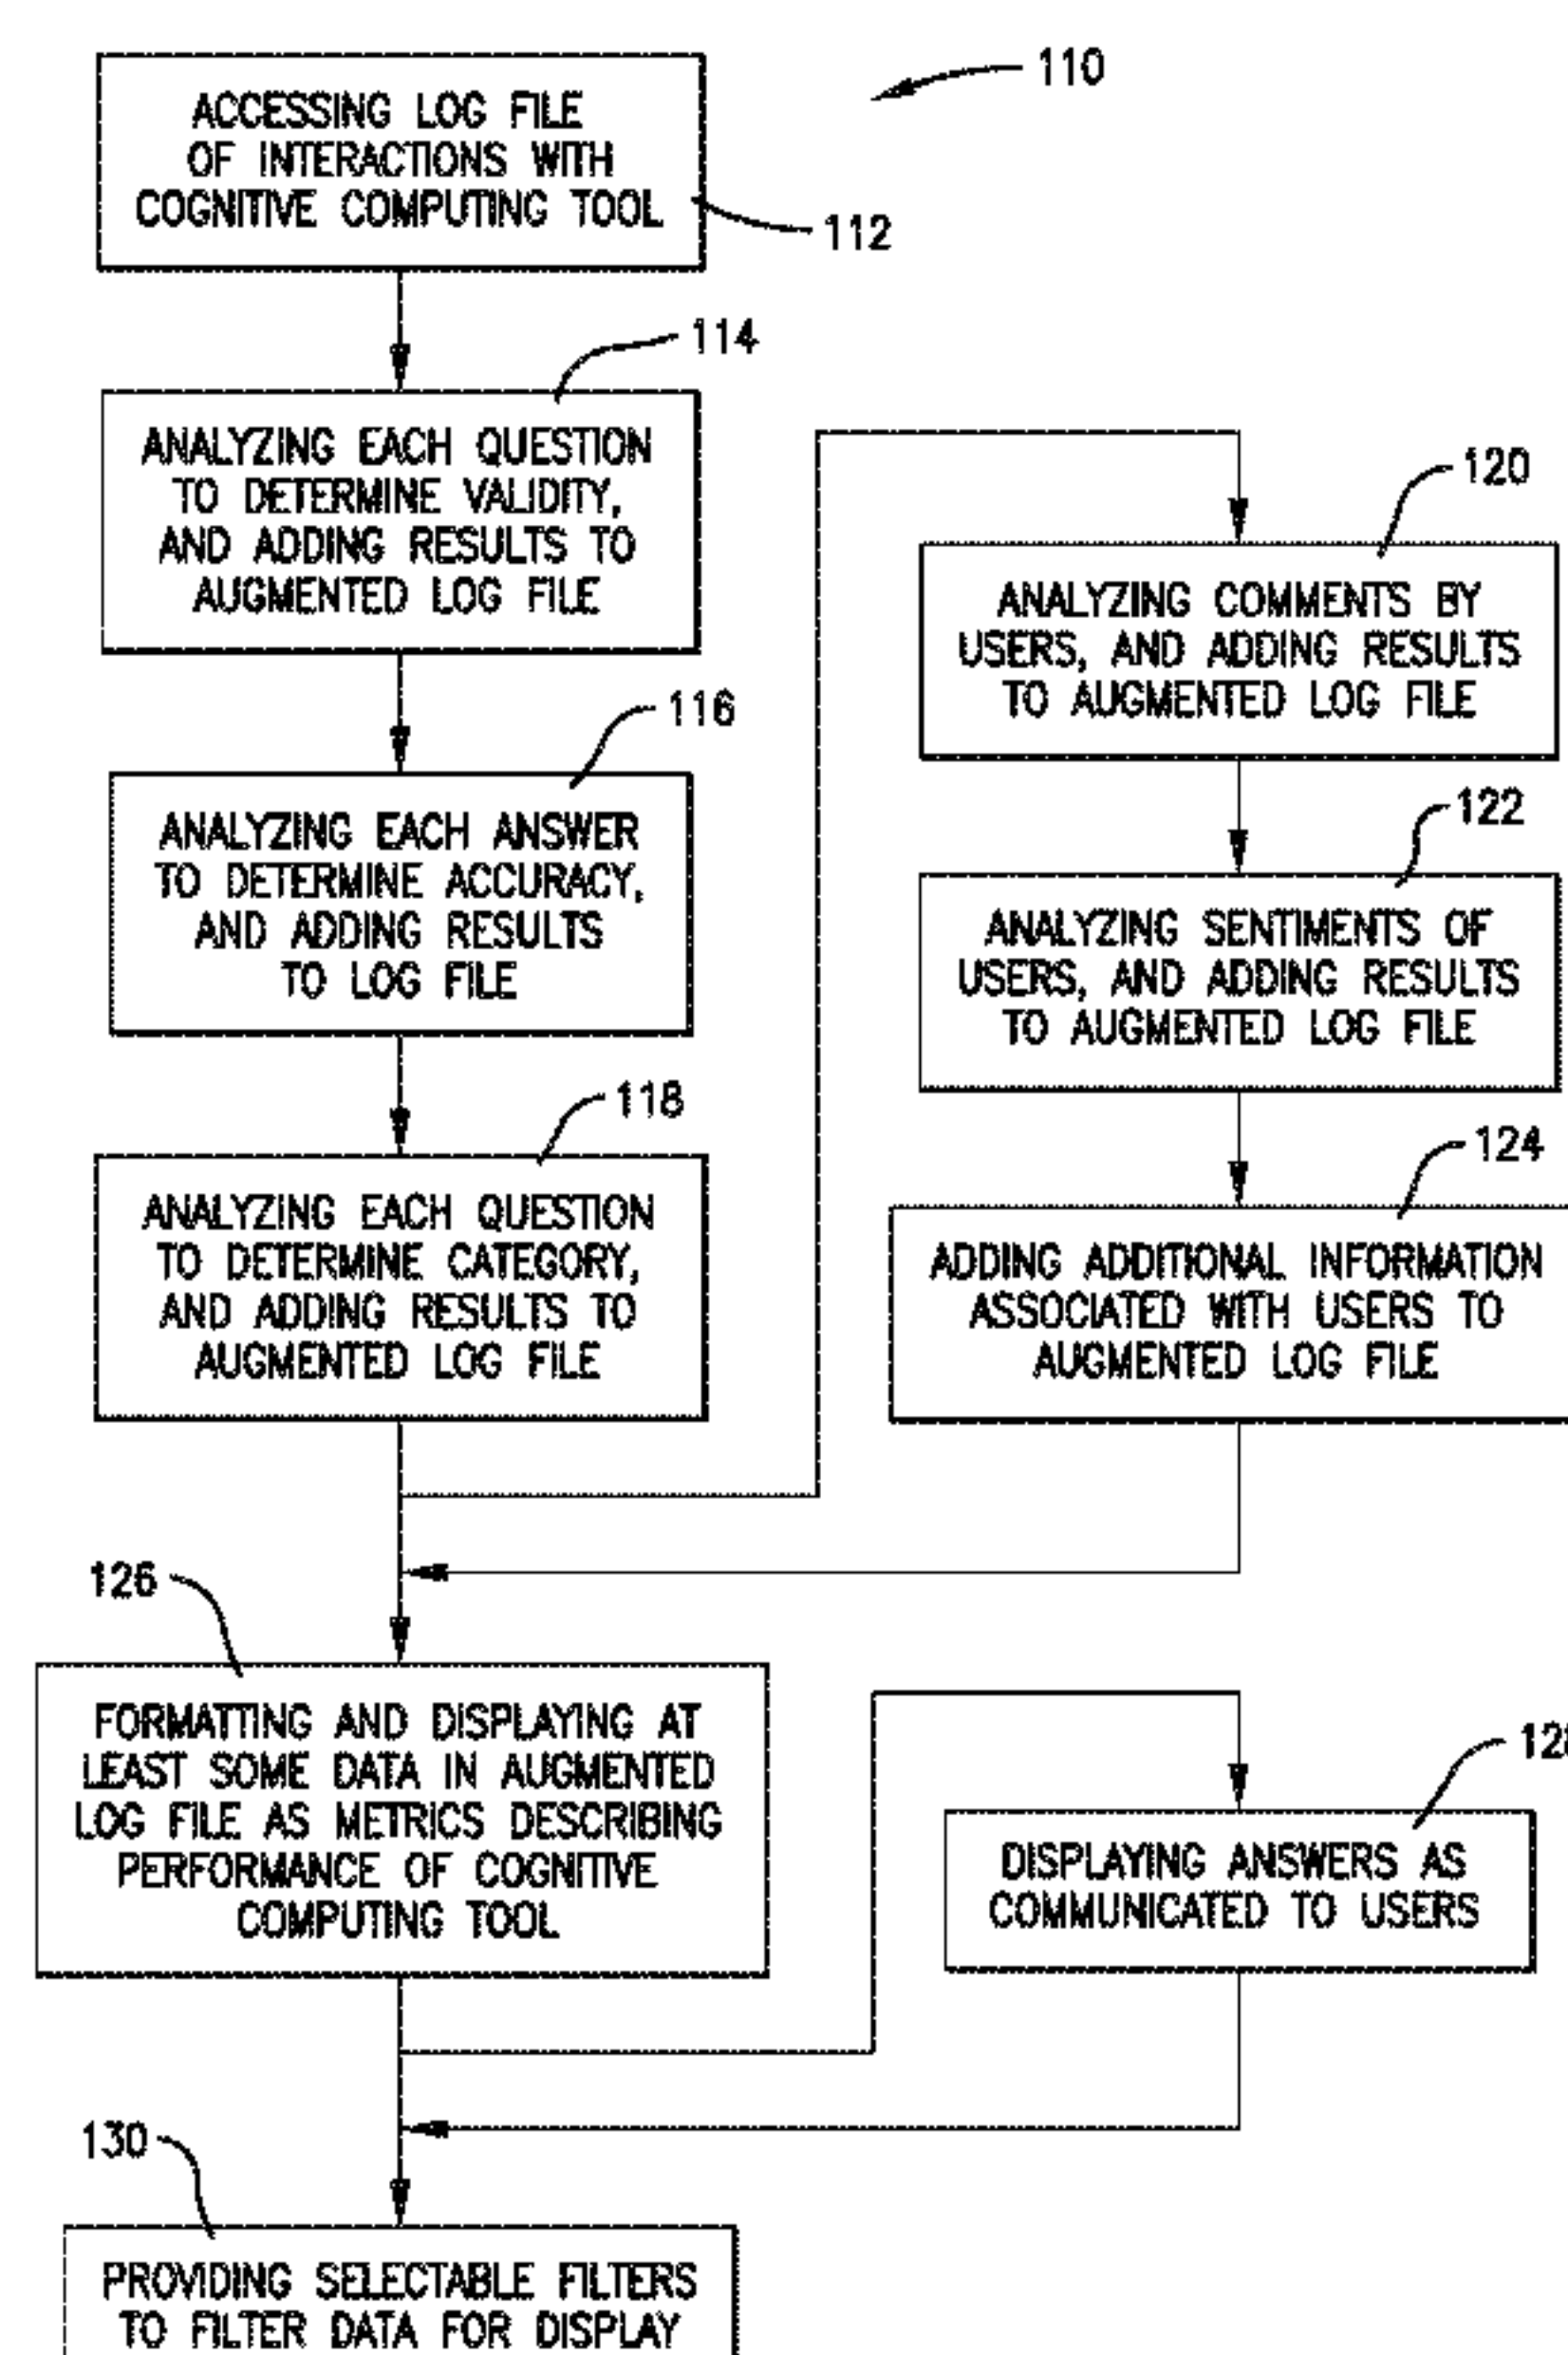 110
ACCESSING LOG FILE
OF INTERACTIONS WITH
COGNITIVE COMPUTING TOOL
112
114
ANALYZING EACH QUESTION
TO DETERMINE VALIDITY,
AND ADDING RESULTS TO
AUGMENTED LOG FILE
116
ANALYZING EACH ANSWER
TO DETERMINE ACCURACY,
AND ADDING RESULTS
TO LOG FILE
118
ANALYZING EACH QUESTION
TO DETERMINE CATEGORY,
AND ADDING RESULTS TO
AUGMENTED LOG FILE
120
ANALYZING COMMENTS BY
USERS, AND ADDING RESULTS
TO AUGMENTED LOG FILE
122
ANALYZING SENTIMENTS OF
USERS, AND ADDING RESULTS
TO AUGMENTED LOG FILE
124
ADDING ADDITIONAL INFORMATION
ASSOCIATED WITH USERS TO
AUGMENTED LOG FILE
126
FORMATTING AND DISPLAYING AT
LEAST SOME DATA IN AUGMENTED
LOG FILE AS METRICS DESCRIBING
PERFORMANCE OF COGNITIVE
COMPUTING TOOL
DISPLAYING ANSWERS AS
COMMUNICATED TO USERS
130
PROVIDING SELECTABLE FILTERS
TO FILTER DATA FOR DISPLAY